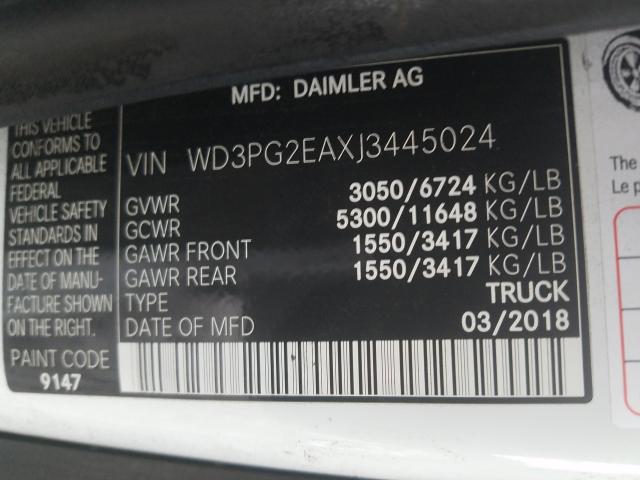 MFD: DAIMLER AG
THIS VEHICLE
CONFORMS TO
ALL APPLICABLE
FEDERAL
VEHICLE SAFETY
STANDARDS IN
EFFECT ON THE
DATE OF MANU-
FACTURE SHOWN
ON THE RIGHT.
PAINT CODE
9147
VIN WD3PG2EAXJ3445024
GVWR 3050/6724 KG/LB
GCWR 5300/11648 KG/LB
GAWR FRONT 1550/3417 KG/LB
GAWR REAR 1550/3417 KG/LB
TYPE TRUCK
DATE OF MFD 03/2018
The
Le p